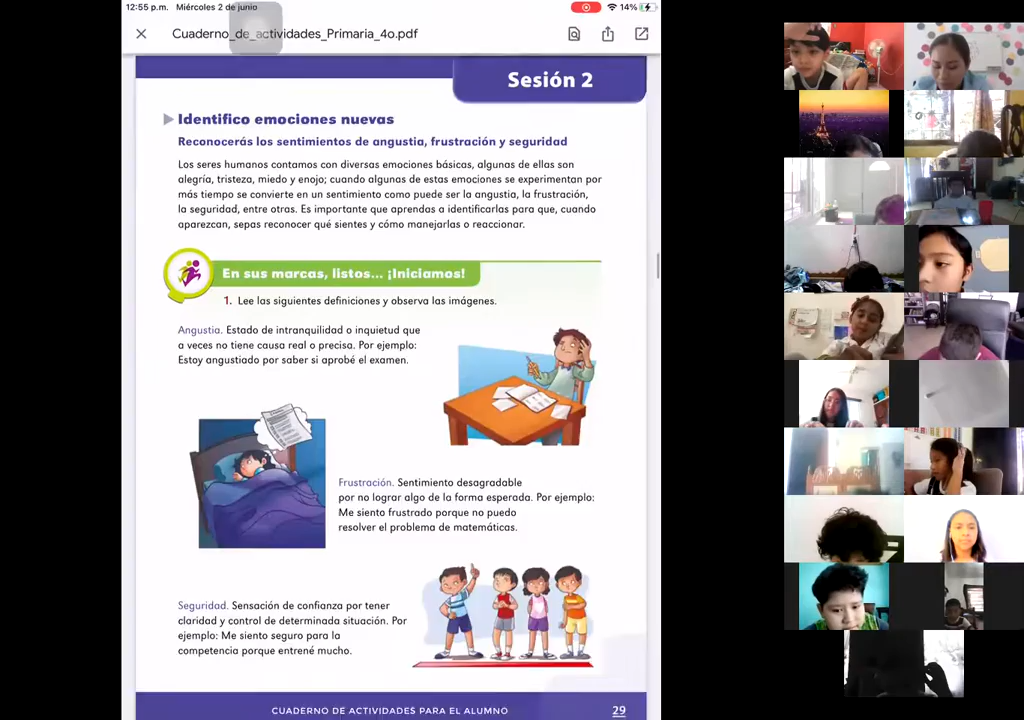 12:55 p.m. Miércoles 2 de junio
14%
Cuaderno_de_actividades_Primaria_4o.pdf
Sesión 2
Identifico emociones nuevas
Reconocerás los sentimientos de angustia, frustración y seguridad
Los seres humanos contamos con diversas emociones básicas, algunas de ellas son
alegría, tristeza, miedo y enojo; cuando algunas de estas emociones se experimentan por
más tiempo se convierte en un sentimiento como puede ser la angustia, la frustración,
la seguridad, entre otras. Es importante que aprendas a identificarlas para que, cuando
aparezcan, sepas reconocer qué sientes y cómo manejarlas o reaccionar.
En sus marcas, listos... ¡Iniciamos!
1. Lee las siguientes definiciones y observa las imágenes.
Angustia. Estado de intranquilidad o inquietud que
a veces no tiene causa real o precisa. Por ejemplo:
Estoy angustiado por saber si aprobé el examen.
Frustración. Sentimiento desagradable
por no lograr algo de la forma esperada. Por ejemplo:
Me siento frustrado porque no puedo
resolver el problema de matemáticas.
Seguridad. Sensación de confianza por tener
claridad y control de determinada situación. Por
ejemplo: Me siento seguro para la
competencia porque entrené mucho.
CUADERNO DE ACTIVIDADES PARA EL ALUMNO
29